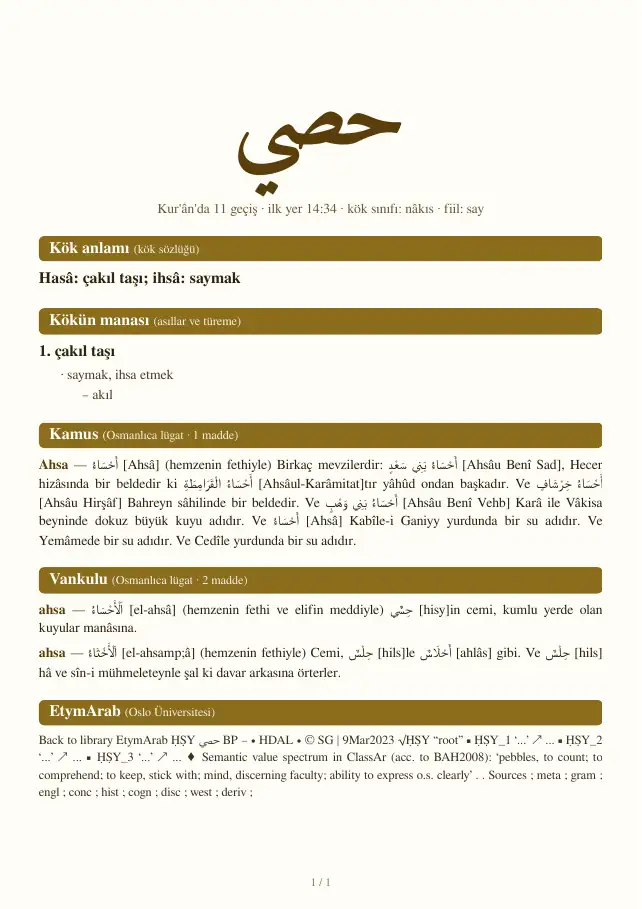 حصي
Kur'ân'da 11 geçiş · ilk yer 14:34 · kök sınıfı: nâkıs · fiil: say
Kök anlamı (kök sözlüğü)
Hasâ: çakıl taşı; ihsâ: saymak
Kökün manası (asıllar ve türeme)
1. çakıl taşı
· saymak, ihsa etmek
– akıl
Kamus (Osmanlıca lügat · 1 madde)
Ahsa — أَحْسَاءُ [Ahsâ] (hemzenin fethiyle) Birkaç mevzilerdir: أَحْسَاءُ بَنِي سَعْدٍ [Ahsâu Benî Sad], Hecer
hizâsında bir beldedir ki أَحْسَاءُ الْقَرَامِطَةِ [Ahsâul-Karâmitat]tır yâhûd ondan başkadır. Ve أَحْسَاءُ خِرْشَافٍ
[Ahsâu Hirşâf] Bahreyn sâhilinde bir beldedir. Ve أَحْسَاءُ بَنِي وَهْبٍ [Ahsâu Benî Vehb] Karâ ile Vâkisa
beyninde dokuz büyük kuyu adıdır. Ve أَحْسَاءُ [Ahsâ] Kabîle-i Ganiyy yurdunda bir su adıdır. Ve
Yemâmede bir su adıdır. Ve Cedîle yurdunda bir su adıdır.
Vankulu (Osmanlıca lügat · 2 madde)
ahsa — اَلْأَحْسَاءُ [el-ahsâ] (hemzenin fethi ve elifin meddiyle) حِسْيٌ [hisy]in cemi, kumlu yerde olan
kuyular manâsına.
ahsa — [el-ahsamp;â] (hemzenin fethiyle) Cemi, حِلْسٌ [hils]le أَحْلَاسٌ [ahlâs] gibi. Ve حِلْسٌ [hils]
hâ ve sîn-i mühmeleteynle şal ki davar arkasına örterler.
EtymArab (Oslo Üniversitesi)
Back to library EtymArab ḤṢY حصي BP – • HDAL • © SG | 9Mar2023 √ḤṢY “root” ▪ ḤṢY_1 ‘...’ ↗ ... ▪ ḤṢY_2
‘...’ ↗ ... ▪ ḤṢY_3 ‘...’ ↗ ... ♦ Semantic value spectrum in ClassAr (acc. to BAH2008): ‘pebbles, to count; to
comprehend; to keep, stick with; mind, discerning faculty; ability to express o.s. clearly’ . . Sources ; meta ; gram ;
engl ; conc ; hist ; cogn ; disc ; west ; deriv ;
1 / 1